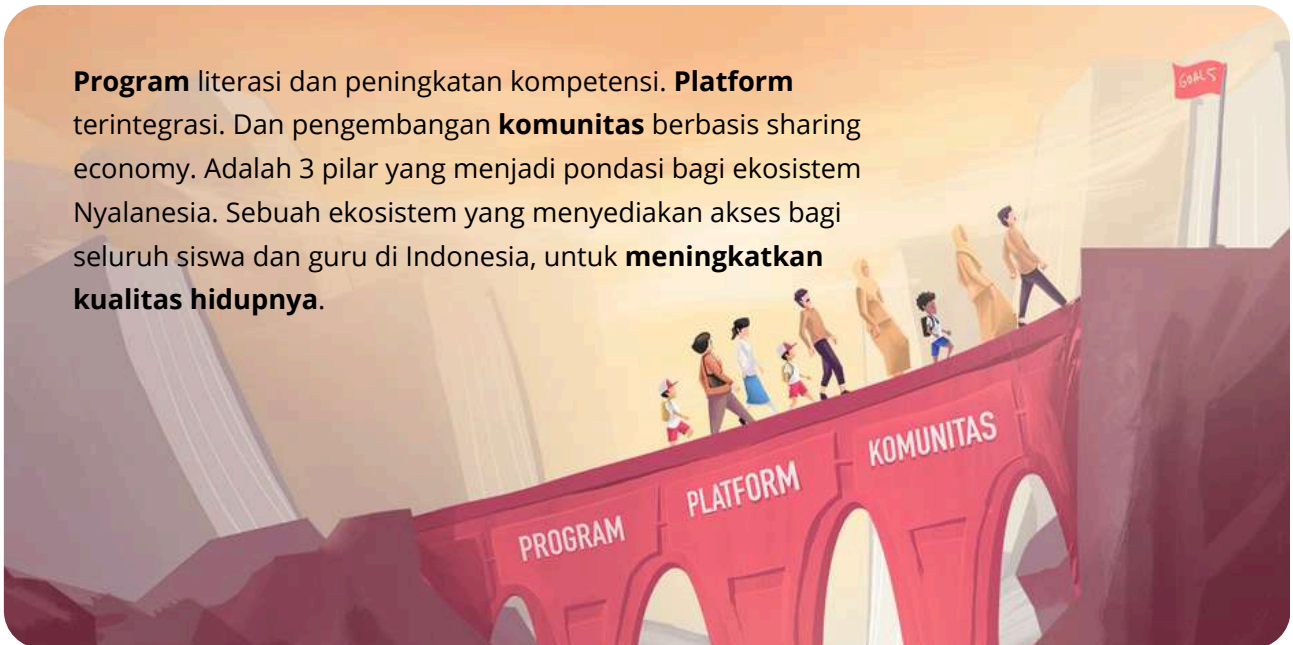 Program literasi dan peningkatan kompetensi. Platform
terintegrasi. Dan pengembangan komunitas berbasis sharing
economy. Adalah 3 pilar yang menjadi pondasi bagi ekosistem
Nyalanesia. Sebuah ekosistem yang menyediakan akses bagi
seluruh siswa dan guru di Indonesia, untuk meningkatkan
kualitas hidupnya.
GOALS
PROGRAM
PLATFORM
KOMUNITAS